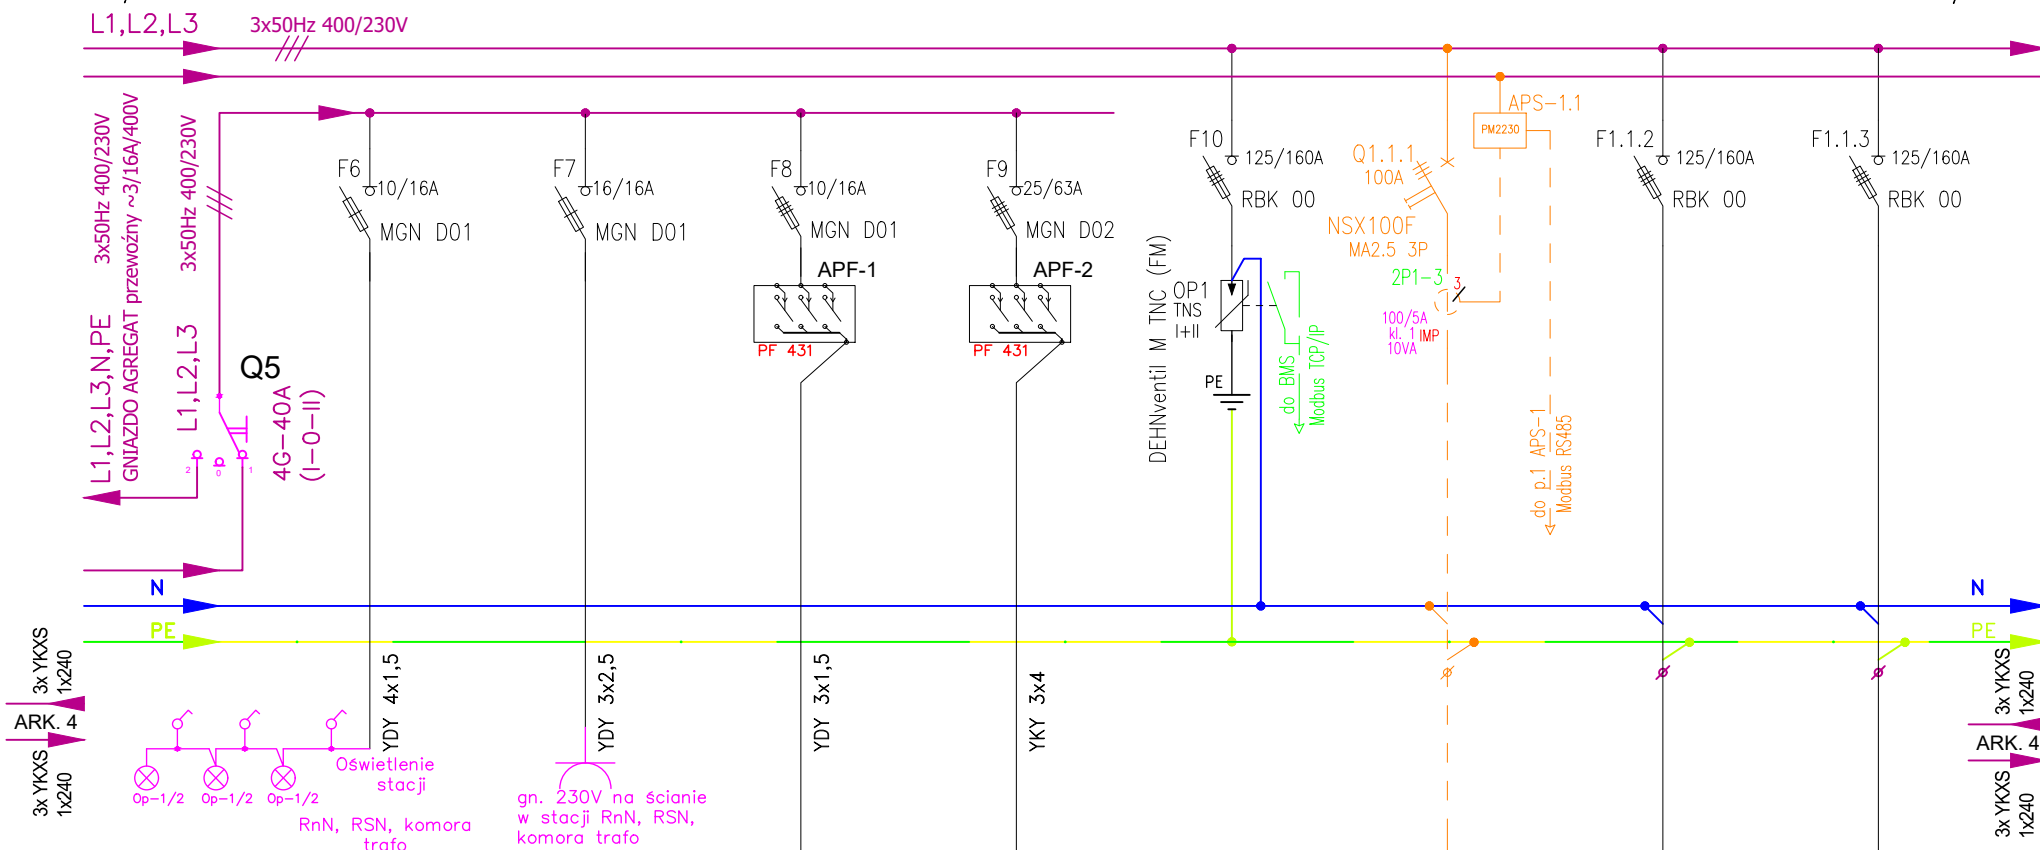 L1,L2,L3
3x50Hz 400/230V
L1,L2,L3,N,PE
3x50Hz 400/230V
GNIAZDO AGREGAT przewoźny ~3/16A/400V
L1,L2,L3
3x50Hz 400/230V
Q5
4G-40A
(I-0-II)
2
0
1
F6
10/16A
MGN D01
F7
16/16A
MGN D01
F8
10/16A
MGN D01
APF-1
PF 431
F9
25/63A
MGN D02
APF-2
PF 431
F10
125/160A
RBK 00
DEHNventil M TNC (FM)
OP1
TNS
I+II
PE
do BMS
Modbus TCP/IP
Q1.1.1
100A
NSX100F
MA2.5 3P
2P1-3
3
100/5A
kl. 1 IMP
10VA
APS-1.1
PM2230
do p.1 APS-1
Modbus RS485
F1.1.2
125/160A
RBK 00
F1.1.3
125/160A
RBK 00
N
N
PE
PE
3x YKXS
1x240
ARK. 4
3x YKXS
1x240
YDY 4x1,5
YDY 3x2,5
YDY 3x1,5
YKY 3x4
3x YKXS
1x240
ARK. 4
3x YKXS
1x240
Op-1/2
Op-1/2
Op-1/2
Oświetlenie
stacji
RnN, RSN, komora
trafo
gn. 230V na ścianie
w stacji RnN, RSN,
komora trafo